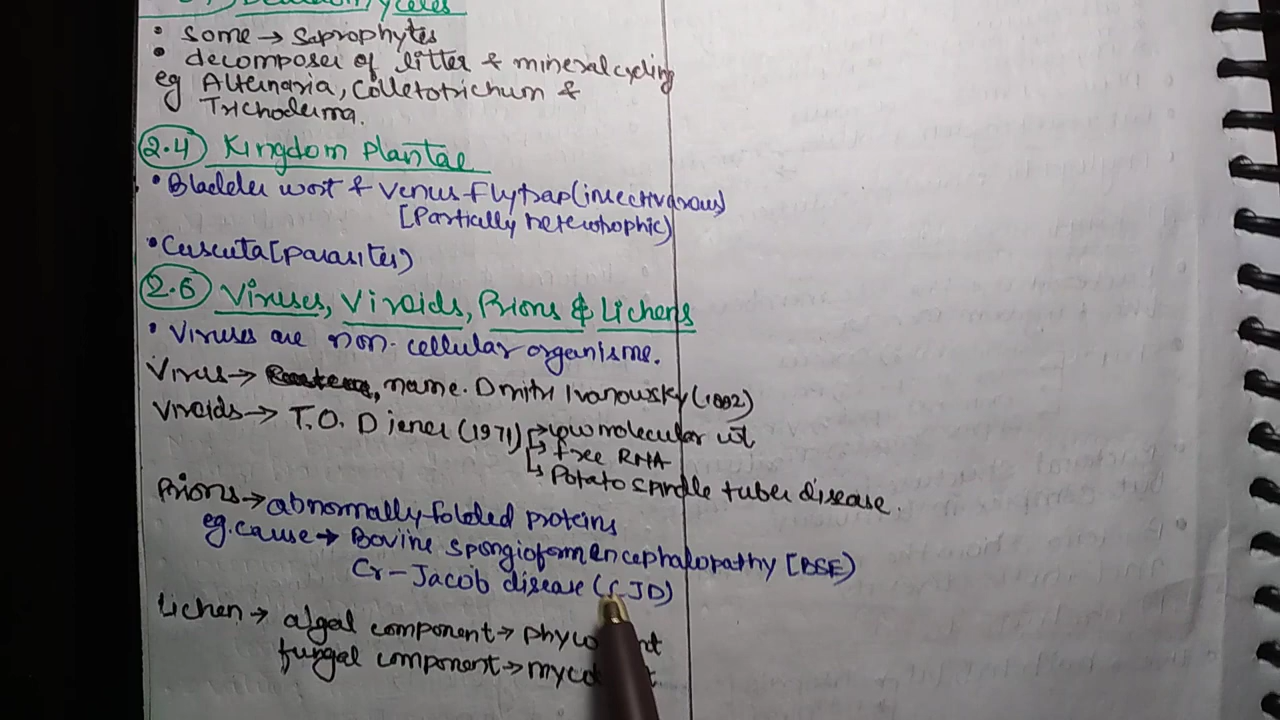 • Some → Saprophytes
• decomposer of litter & mineral cycling
eg Alternaria, Colletotrichum &
Trichoderma.
2.4 Kingdom Plantae
• Bladder wort & Venus flytrap (insectivorous)
[Partially heterotrophic)
• Cuscuta [parasites)
2.6 Viruses, Viroids, Prions & Lichens
• Viruses are non-cellular organisms.
Virus → name. Dmitri Ivanowsky (1892)
Viroids → T.O. Diener (1971) → low molecular wt
→ free RNA
→ Potato spindle tuber disease.
Prions → abnormally folded proteins
eg. cause → Bovine spongioform encephalopathy [BSE)
Cr-Jacob disease (CJD)
Lichen → algal component →
fungal component →